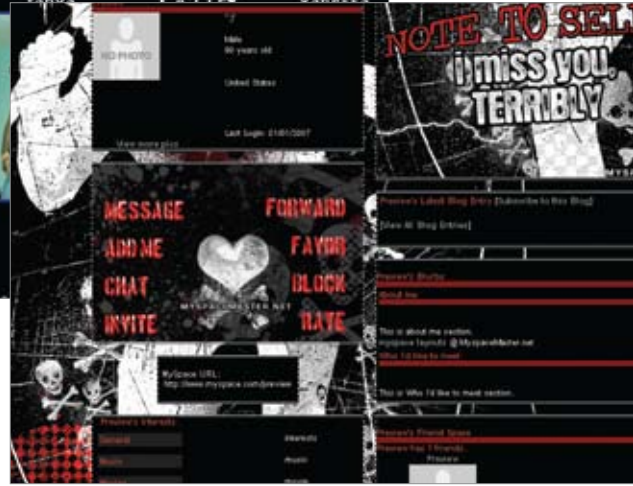 NO PHOTO
":)"
Male
90 years old
United States
Last Login: 01/01/2007
View more pics
MESSAGE FORWARD
ADD ME FAVOR
CHAT BLOCK
INVITE RATE
MYSPACEMASTER.NET
MySpace URL:
http://www.myspace.com/preview
Preview's Interests
General interests
Music music
NOTE TO SEL
i miss you,
TERRIBLY
Preview's Latest Blog Entry [Subscribe to this Blog]
[View All Blog Entries]
Preview's Blurbs
About me:
This is about me section.
myspace layouts @ MyspaceMaster.net
Who I'd like to meet:
This is Who I'd like to meet section.
Preview's Friend Space
Preview has 1 friends.
Preview